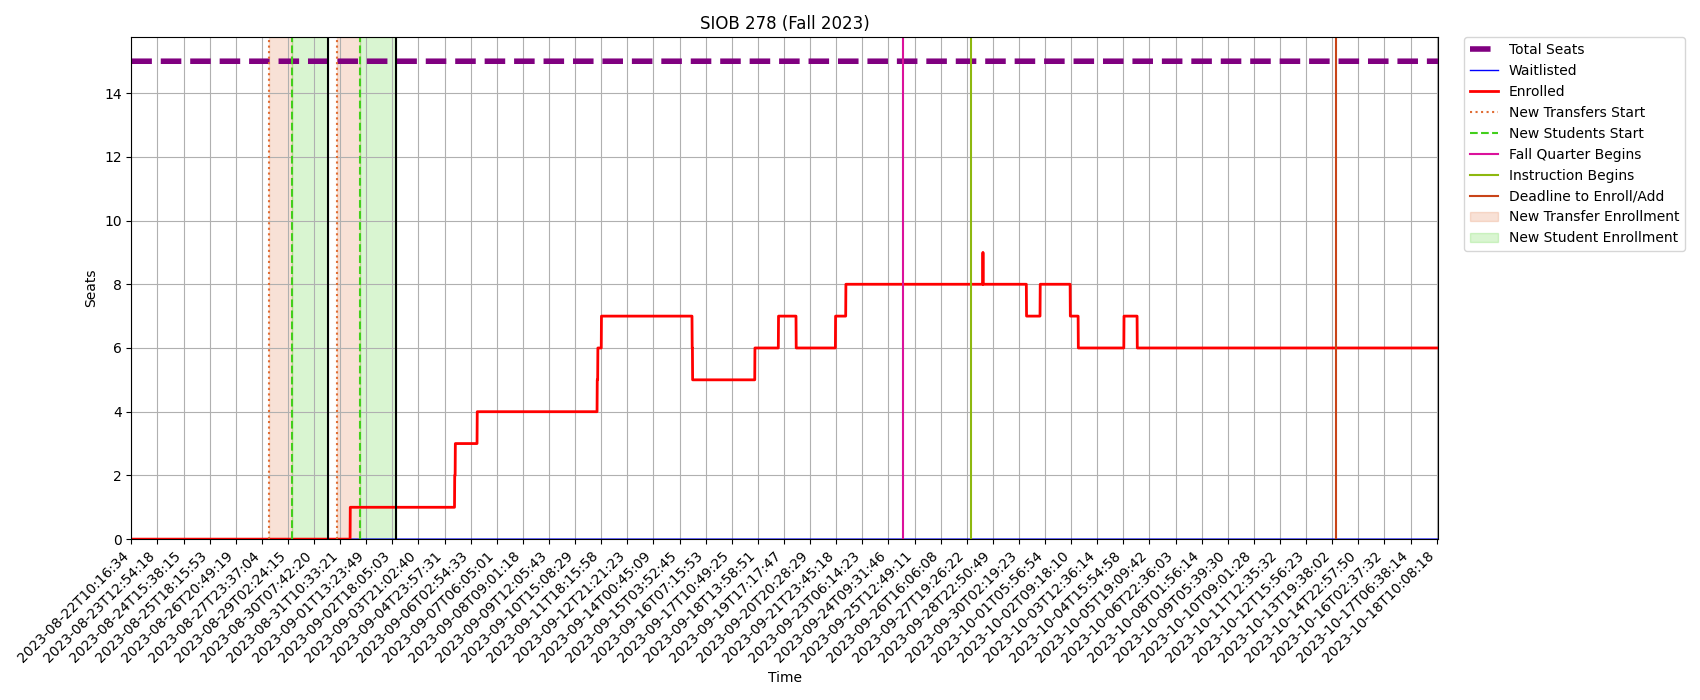 SIOB 278 (Fall 2023)
Seats
14
12
10
8
6
4
2
0
2023-08-22T10:16:34
2023-08-23T12:54:18
2023-08-24T15:38:15
2023-08-25T18:15:53
2023-08-26T20:49:19
2023-08-27T23:37:04
2023-08-29T02:24:15
2023-08-30T07:42:20
2023-08-31T10:33:21
2023-09-01T13:23:49
2023-09-02T18:05:03
2023-09-03T21:02:40
2023-09-04T23:57:31
2023-09-06T02:54:33
2023-09-07T06:05:01
2023-09-08T09:01:18
2023-09-09T12:05:43
2023-09-10T15:08:29
2023-09-11T18:15:58
2023-09-12T21:21:23
2023-09-14T00:45:09
2023-09-15T03:52:45
2023-09-16T07:15:53
2023-09-17T10:49:25
2023-09-18T13:58:51
2023-09-19T17:17:47
2023-09-20T20:28:29
2023-09-21T23:45:18
2023-09-23T06:14:23
2023-09-24T09:31:46
2023-09-25T12:49:11
2023-09-26T16:06:08
2023-09-27T19:26:22
2023-09-28T22:50:49
2023-09-30T02:19:23
2023-10-01T05:56:54
2023-10-02T09:18:10
2023-10-03T12:36:14
2023-10-04T15:54:58
2023-10-05T19:09:42
2023-10-06T22:36:03
2023-10-08T01:56:14
2023-10-09T05:39:30
2023-10-10T09:01:28
2023-10-11T12:35:32
2023-10-12T15:56:23
2023-10-13T19:38:02
2023-10-14T22:57:50
2023-10-16T02:37:32
2023-10-17T06:38:14
2023-10-18T10:08:18
Time
Total Seats
Waitlisted
Enrolled
New Transfers Start
New Students Start
Fall Quarter Begins
Instruction Begins
Deadline to Enroll/Add
New Transfer Enrollment
New Student Enrollment